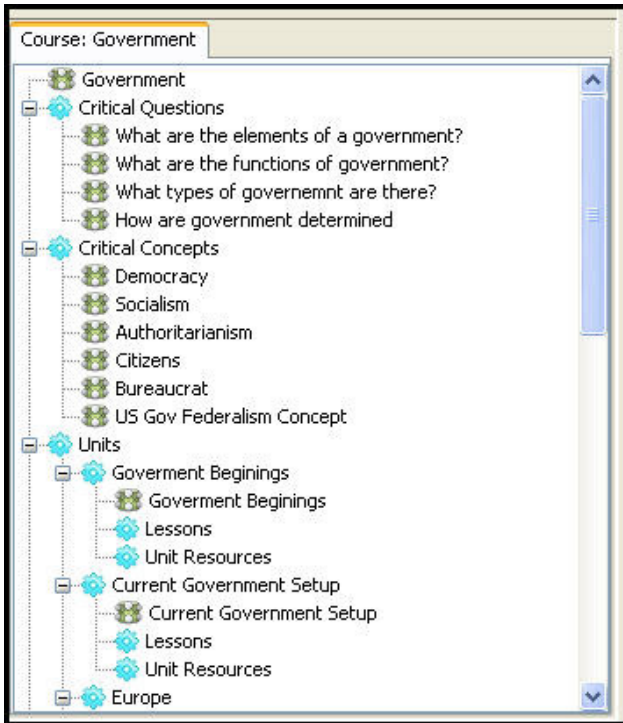 Course: Government
Government
Critical Questions
What are the elements of a government?
What are the functions of government?
What types of governemnt are there?
How are government determined
Critical Concepts
Democracy
Socialism
Authoritarianism
Citizens
Bureaucrat
US Gov Federalism Concept
Units
Goverment Beginings
Goverment Beginings
Lessons
Unit Resources
Current Government Setup
Current Government Setup
Lessons
Unit Resources
Europe